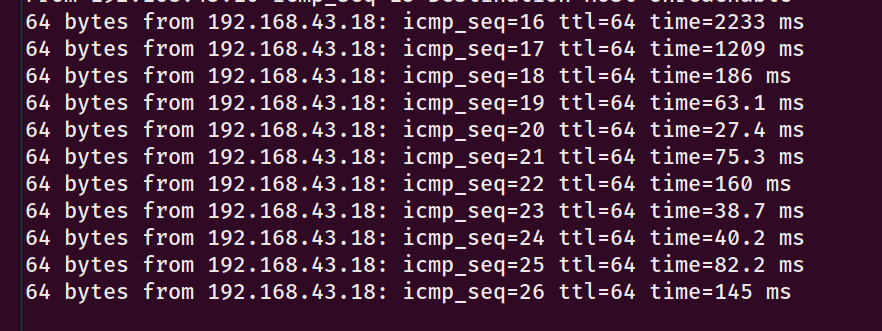 64 bytes from 192.168.43.18: icmp_seq=16 ttl=64 time=2233 ms
64 bytes from 192.168.43.18: icmp_seq=17 ttl=64 time=1209 ms
64 bytes from 192.168.43.18: icmp_seq=18 ttl=64 time=186 ms
64 bytes from 192.168.43.18: icmp_seq=19 ttl=64 time=63.1 ms
64 bytes from 192.168.43.18: icmp_seq=20 ttl=64 time=27.4 ms
64 bytes from 192.168.43.18: icmp_seq=21 ttl=64 time=75.3 ms
64 bytes from 192.168.43.18: icmp_seq=22 ttl=64 time=160 ms
64 bytes from 192.168.43.18: icmp_seq=23 ttl=64 time=38.7 ms
64 bytes from 192.168.43.18: icmp_seq=24 ttl=64 time=40.2 ms
64 bytes from 192.168.43.18: icmp_seq=25 ttl=64 time=82.2 ms
64 bytes from 192.168.43.18: icmp_seq=26 ttl=64 time=145 ms